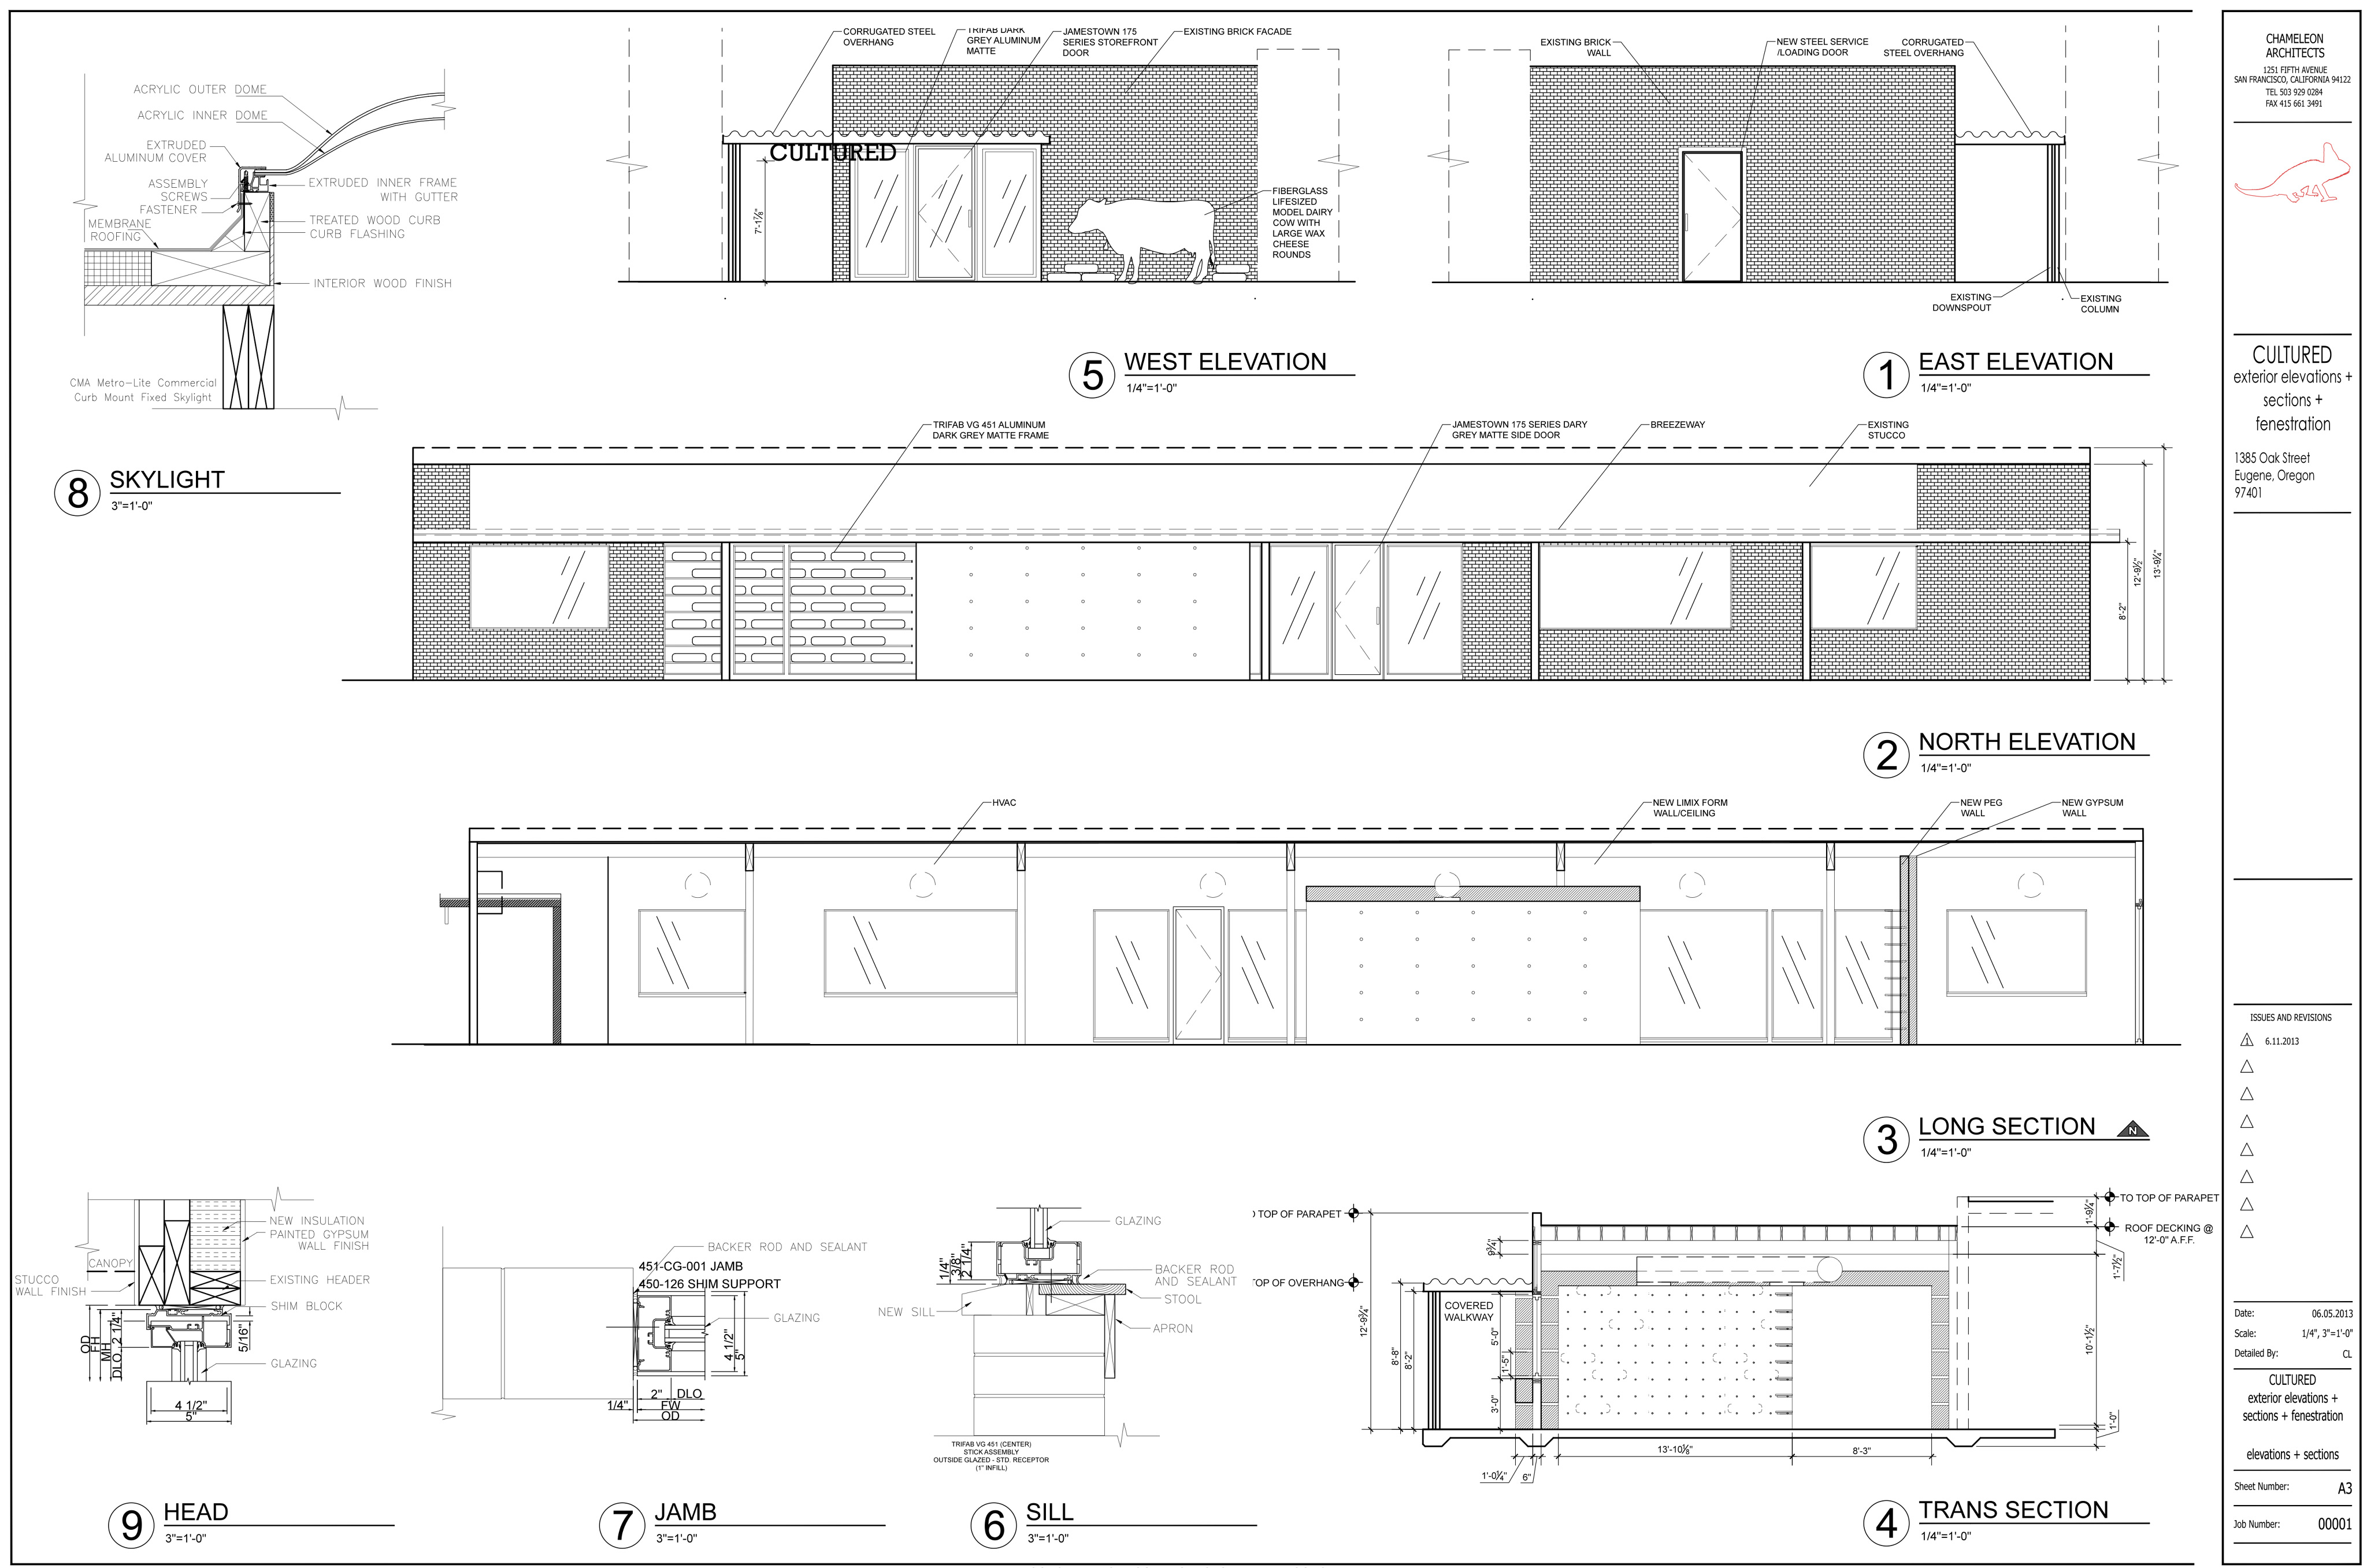 ACRYLIC OUTER DOME
ACRYLIC INNER DOME
EXTRUDED
ALUMINUM COVER
ASSEMBLY
SCREWS
FASTENER
MEMBRANE
ROOFING
EXTRUDED INNER FRAME
WITH GUTTER
TREATED WOOD CURB
CURB FLASHING
INTERIOR WOOD FINISH
CMA Metro-Lite Commercial
Curb Mount Fixed Skylight
8
SKYLIGHT
3"=1'-0"
CORRUGATED STEEL
OVERHANG
TRIFAB DARK
GREY ALUMINUM
MATTE
JAMESTOWN 175
SERIES STOREFRONT
DOOR
EXISTING BRICK FACADE
CULTURED
7'-1⅞"
FIBERGLASS
LIFESIZED
MODEL DAIRY
COW WITH
LARGE WAX
CHEESE
ROUNDS
5
WEST ELEVATION
1/4"=1'-0"
EXISTING BRICK
WALL
NEW STEEL SERVICE
/LOADING DOOR
CORRUGATED
STEEL OVERHANG
EXISTING
DOWNSPOUT
EXISTING
COLUMN
1
EAST ELEVATION
1/4"=1'-0"
TRIFAB VG 451 ALUMINUM
DARK GREY MATTE FRAME
JAMESTOWN 175 SERIES DARY
GREY MATTE SIDE DOOR
BREEZEWAY
EXISTING
STUCCO
8'-2"
12'-9½"
13'-9¾"
2
NORTH ELEVATION
1/4"=1'-0"
HVAC
NEW LIMIX FORM
WALL/CEILING
NEW PEG
WALL
NEW GYPSUM
WALL
3
LONG SECTION
N
1/4"=1'-0"
NEW INSULATION
PAINTED GYPSUM
WALL FINISH
CANOPY
STUCCO
WALL FINISH
EXISTING HEADER
SHIM BLOCK
GLAZING
OD
FH
MH
DLO
2 1/4"
5/16"
4 1/2"
5"
9
HEAD
3"=1'-0"
BACKER ROD AND SEALANT
451-CG-001 JAMB
450-126 SHIM SUPPORT
GLAZING
4 1/2"
5"
2"
DLO
1/4"
FW
OD
7
JAMB
3"=1'-0"
GLAZING
1/4"
3/8"
2 1/4"
BACKER ROD
AND SEALANT
STOOL
NEW SILL
APRON
TRIFAB VG 451 (CENTER)
STICK ASSEMBLY
OUTSIDE GLAZED - STD. RECEPTOR
(1" INFILL)
6
SILL
3"=1'-0"
TOP OF PARAPET
TOP OF OVERHANG
COVERED
WALKWAY
12'-9¾"
8'-8"
8'-2"
9¾"
5'-0"
1'-5"
3'-0"
1'-0¾"
6"
13'-10⅝"
8'-3"
TO TOP OF PARAPET
ROOF DECKING @
12'-0" A.F.F.
1'-9¾"
1'-7½"
10'-1½"
1'-0"
4
TRANS SECTION
1/4"=1'-0"
CHAMELEON
ARCHITECTS
1251 FIFTH AVENUE
SAN FRANCISCO, CALIFORNIA 94122
TEL 503 929 0284
FAX 415 661 3491
CULTURED
exterior elevations +
sections +
fenestration
1385 Oak Street
Eugene, Oregon
97401
ISSUES AND REVISIONS
1 6.11.2013
Date: 06.05.2013
Scale: 1/4", 3"=1'-0"
Detailed By: CL
CULTURED
exterior elevations +
sections + fenestration
elevations + sections
Sheet Number: A3
Job Number: 00001